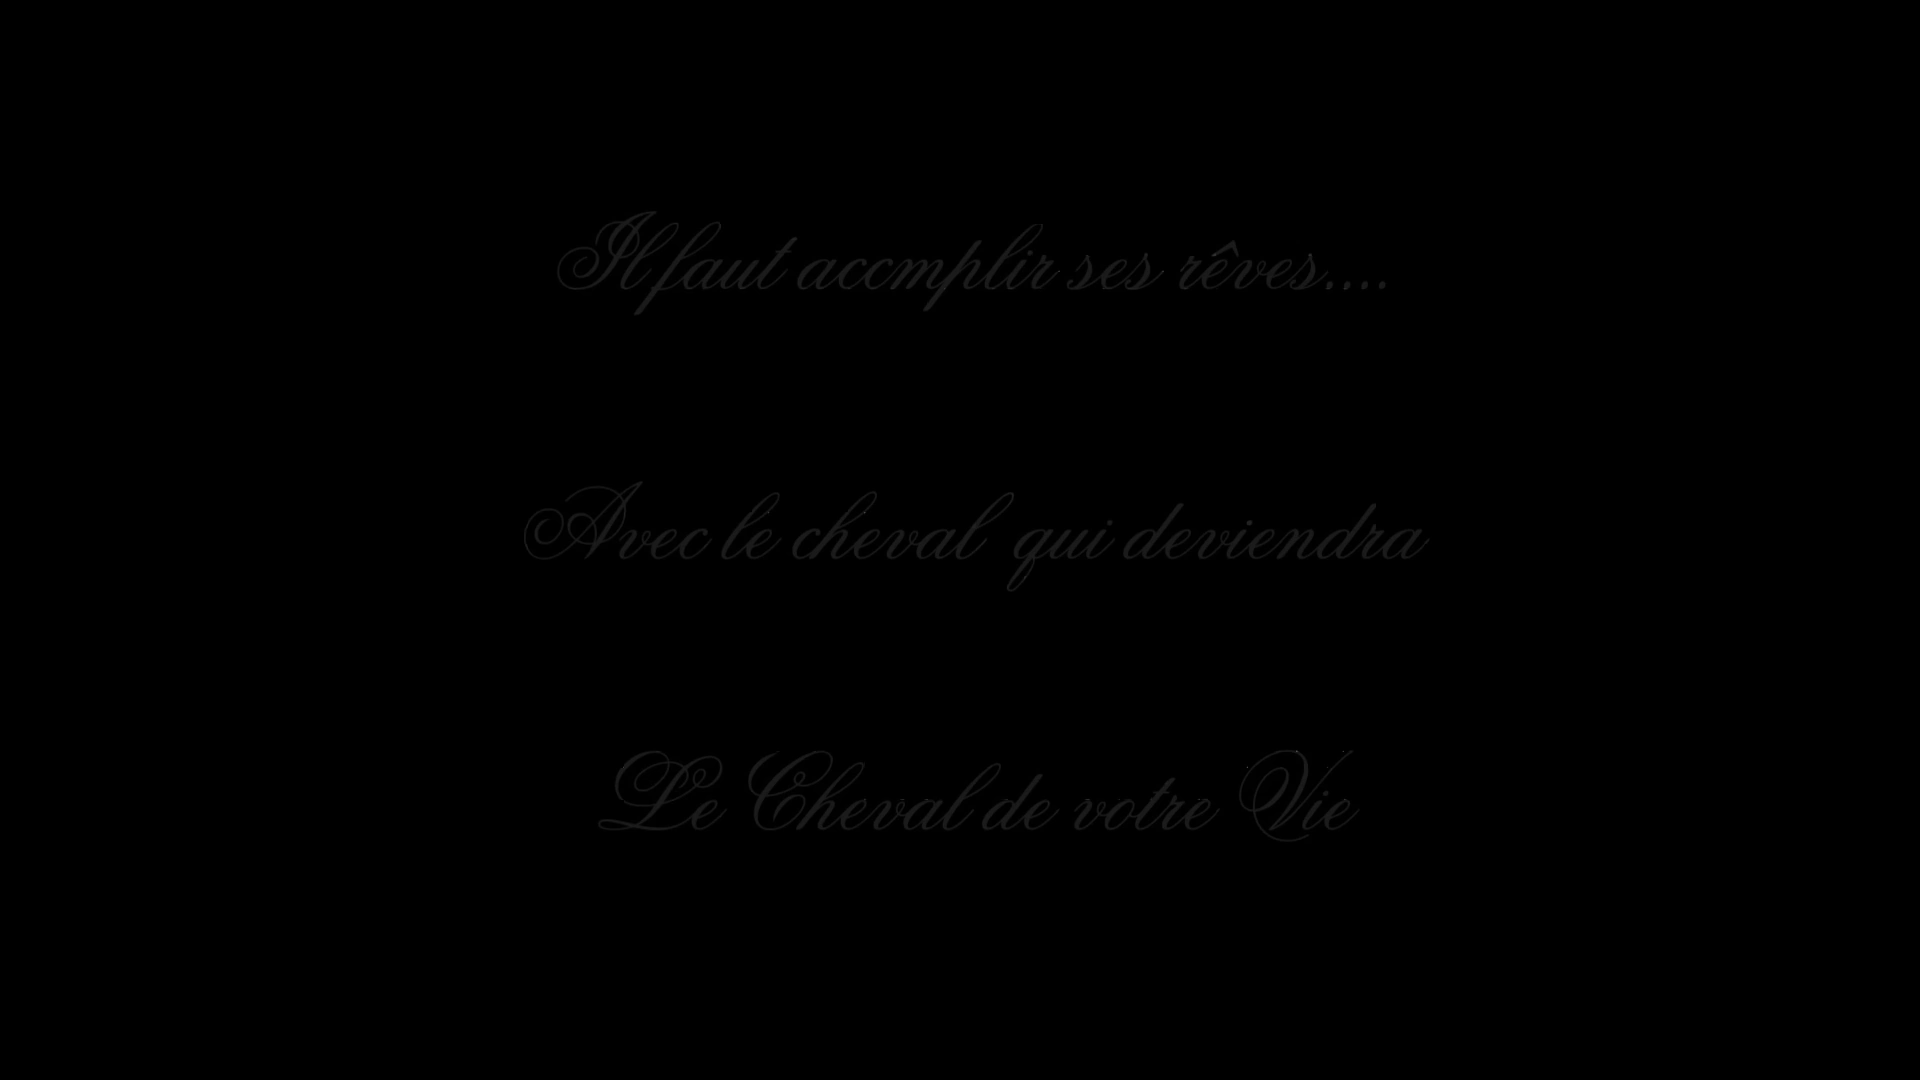 Il faut accmplir ses rêves....
Avec le cheval qui deviendra
Le Cheval de votre Vie